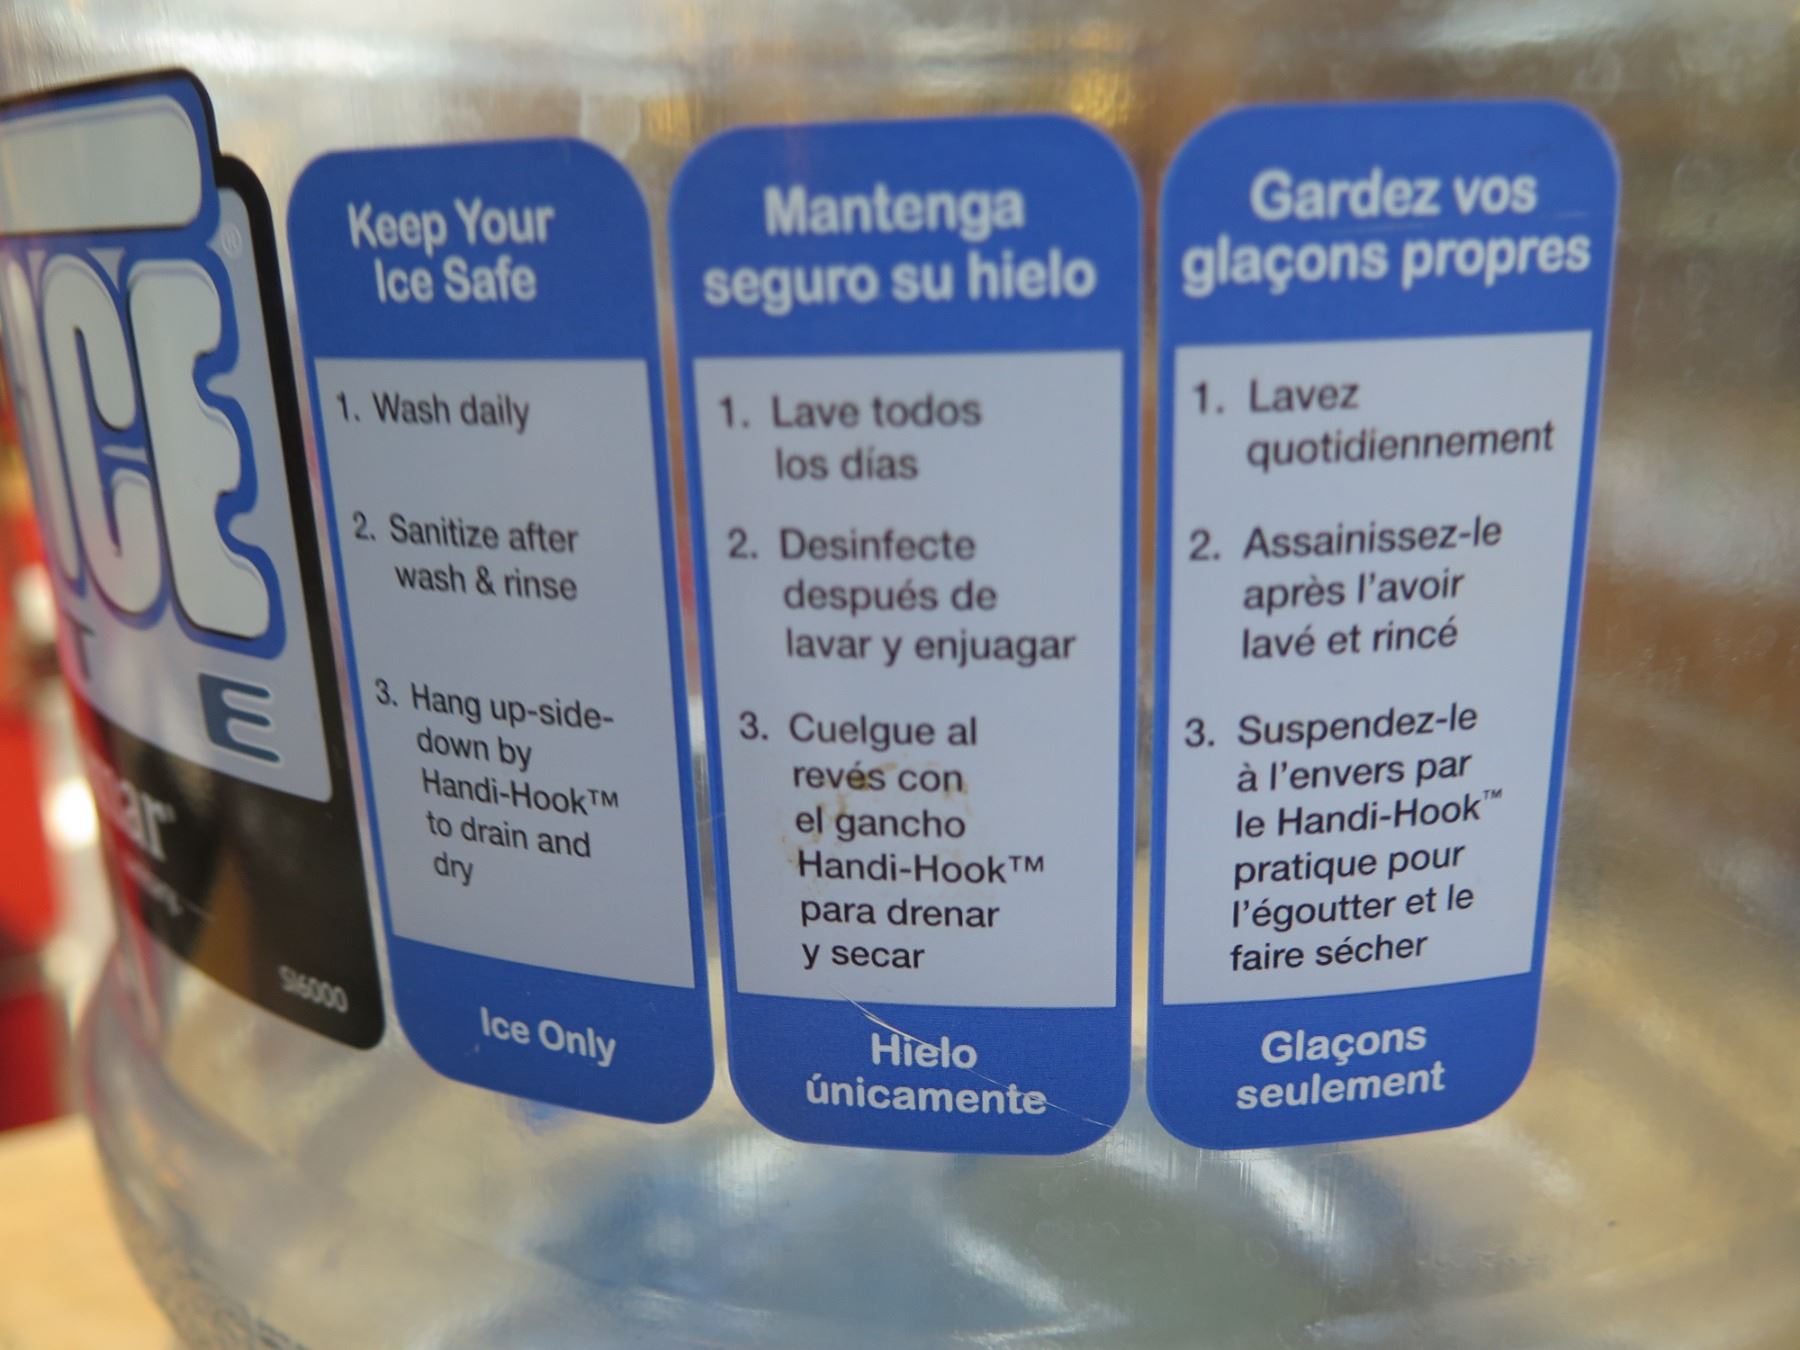 ICE
®
E
SI6000
Keep Your
Ice Safe
1. Wash daily
2. Sanitize after
wash & rinse
3. Hang up-side-
down by
Handi-Hook™
to drain and
dry
Ice Only
Mantenga
seguro su hielo
1. Lave todos
los días
2. Desinfecte
después de
lavar y enjuagar
3. Cuelgue al
revés con
el gancho
Handi-Hook™
para drenar
y secar
Hielo
únicamente
Gardez vos
glaçons propres
1. Lavez
quotidiennement
2. Assainissez-le
après l'avoir
lavé et rincé
3. Suspendez-le
à l'envers par
le Handi-Hook™
pratique pour
l'égoutter et le
faire sécher
Glaçons
seulement